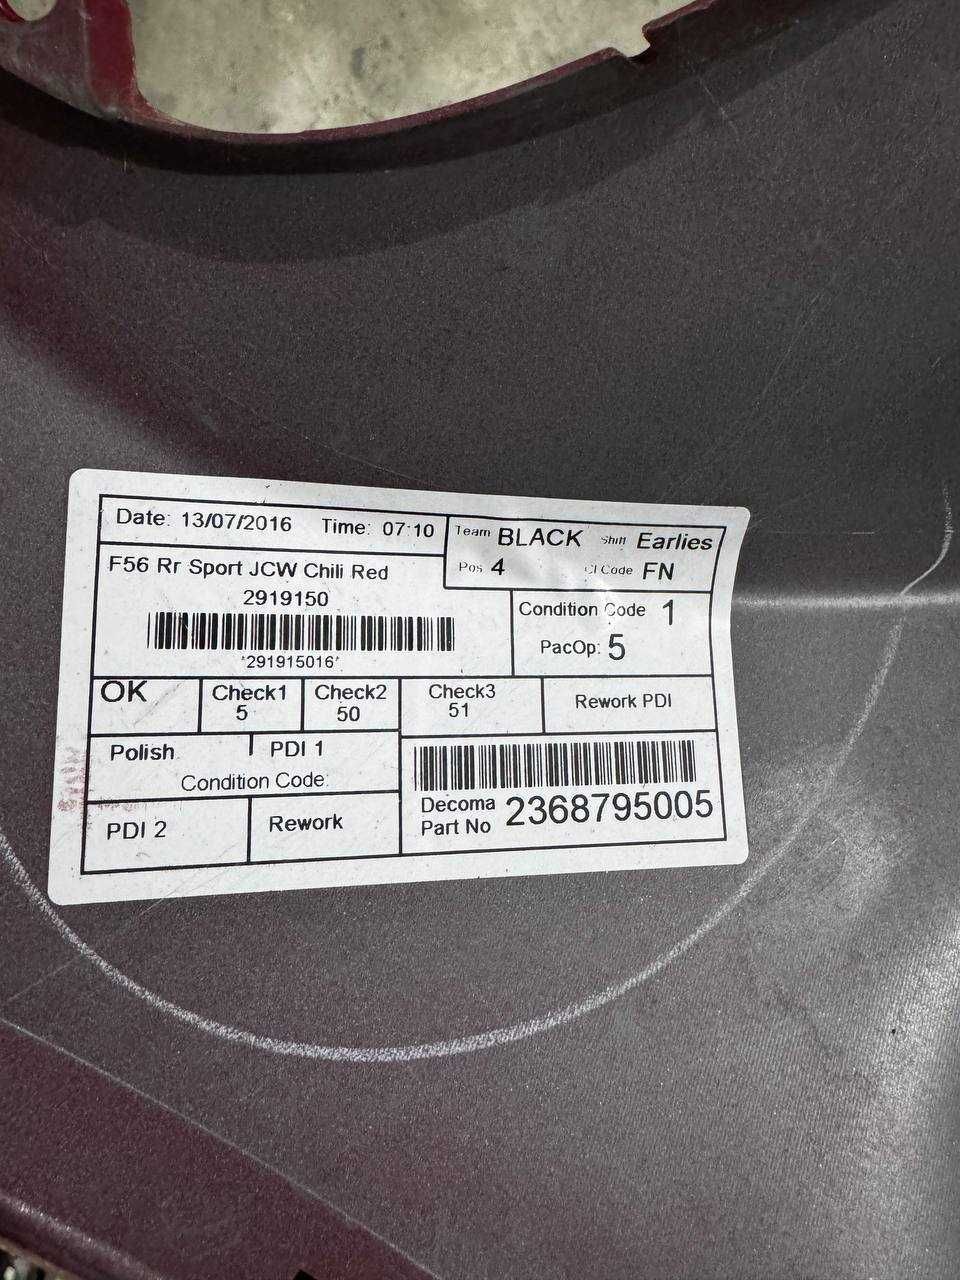 Date: 13/07/2016 Time: 07:10
Team BLACK Shift Earlies
Pos 4 CI Code FN
F56 Rr Sport JCW Chili Red
2919150
*291915016*
Condition Code 1
PacOp: 5
OK
Check1
5
Check2
50
Check3
51
Rework PDI
Polish
PDI 1
Condition Code:
PDI 2
Rework
Decoma
Part No 2368795005